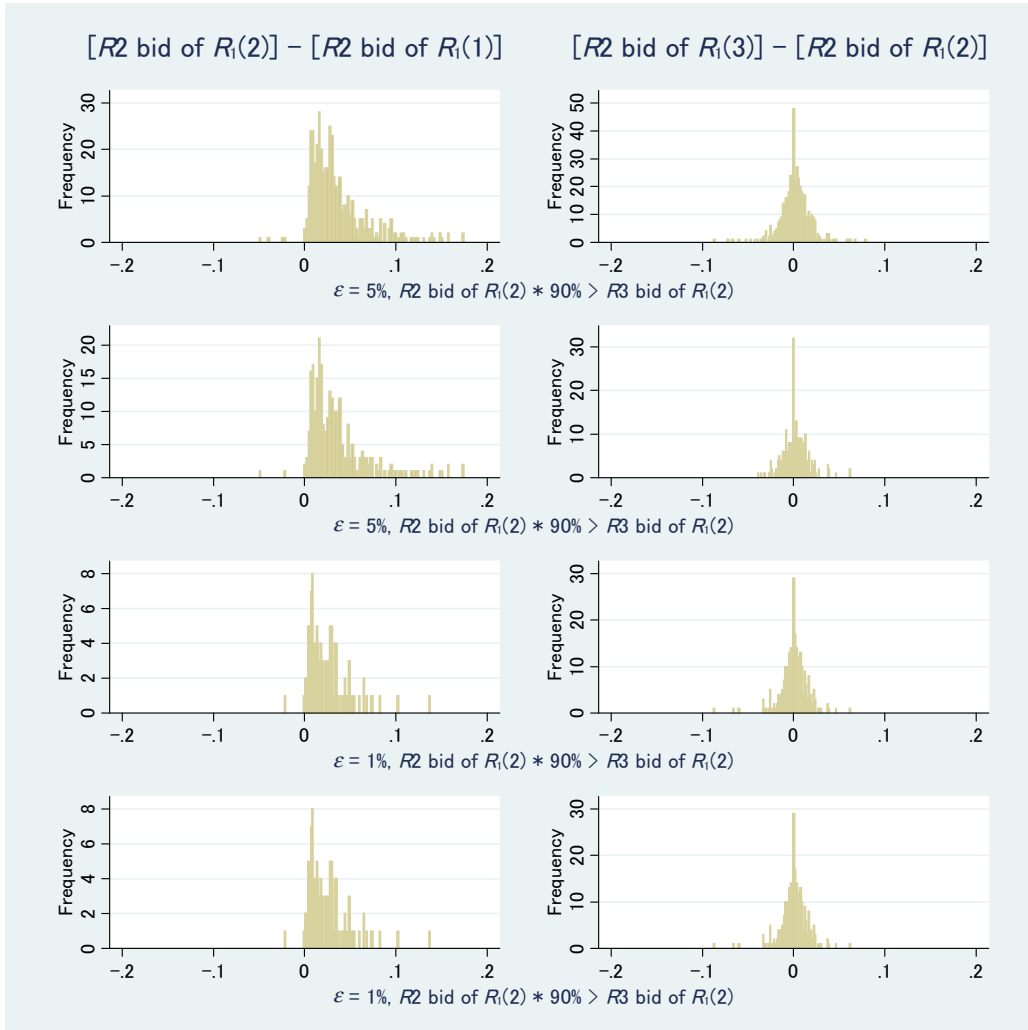 [R2 bid of R₁(2)] − [R2 bid of R₁(1)]
[R2 bid of R₁(3)] − [R2 bid of R₁(2)]
Frequency
30
20
10
0
-.2 -.1 0 .1 .2
Frequency
50
40
30
20
10
0
-.2 -.1 0 .1 .2
ε = 5%, R2 bid of R₁(2) * 90% > R3 bid of R₁(2)
Frequency
20
15
10
5
0
-.2 -.1 0 .1 .2
Frequency
30
20
10
0
-.2 -.1 0 .1 .2
ε = 5%, R2 bid of R₁(2) * 90% > R3 bid of R₁(2)
Frequency
8
6
4
2
0
-.2 -.1 0 .1 .2
Frequency
30
20
10
0
-.2 -.1 0 .1 .2
ε = 1%, R2 bid of R₁(2) * 90% > R3 bid of R₁(2)
Frequency
8
6
4
2
0
-.2 -.1 0 .1 .2
Frequency
30
20
10
0
-.2 -.1 0 .1 .2
ε = 1%, R2 bid of R₁(2) * 90% > R3 bid of R₁(2)